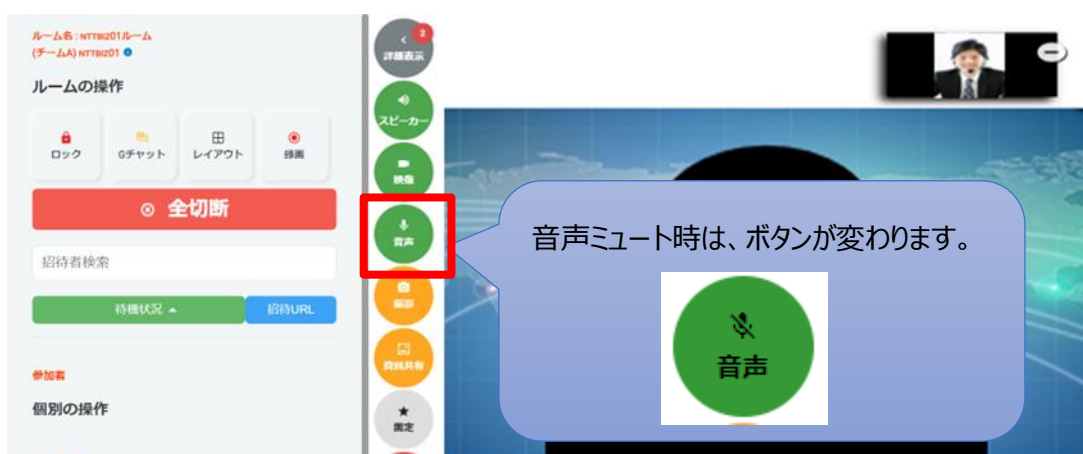 ルーム名 : NTTBIZ01ルーム
(チームA) NTTBIZ01
ルームの操作
ロック
Gチャット
レイアウト
録画
全切断
招待者検索
待機状況
招待URL
参加者
個別の操作
2
詳細表示
スピーカー
映像
音声
撮影
資料共有
固定
音声ミュート時は、ボタンが変わります。
音声